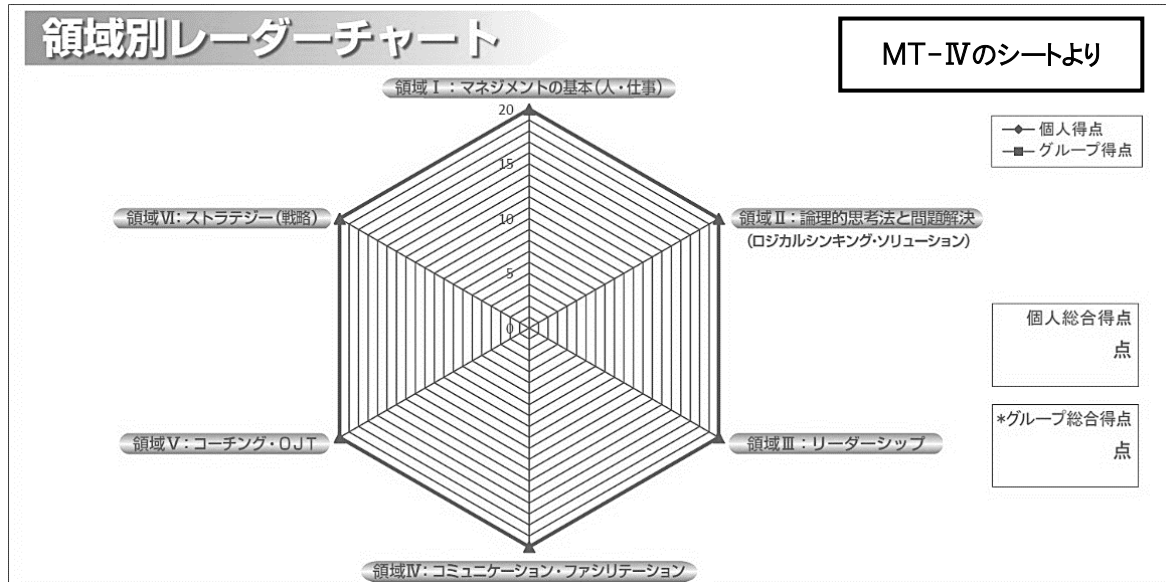 領域別レーダーチャート
MT-Ⅳのシートより
領域Ⅰ:マネジメントの基本(人・仕事)
個人得点
グループ得点
20
15
10
5
0
領域Ⅵ:ストラテジー(戦略)
領域Ⅱ:論理的思考法と問題解決
(ロジカルシンキング・ソリューション)
個人総合得点
点
*グループ総合得点
点
領域Ⅴ:コーチング・OJT
領域Ⅲ:リーダーシップ
領域Ⅳ:コミュニケーション・ファシリテーション